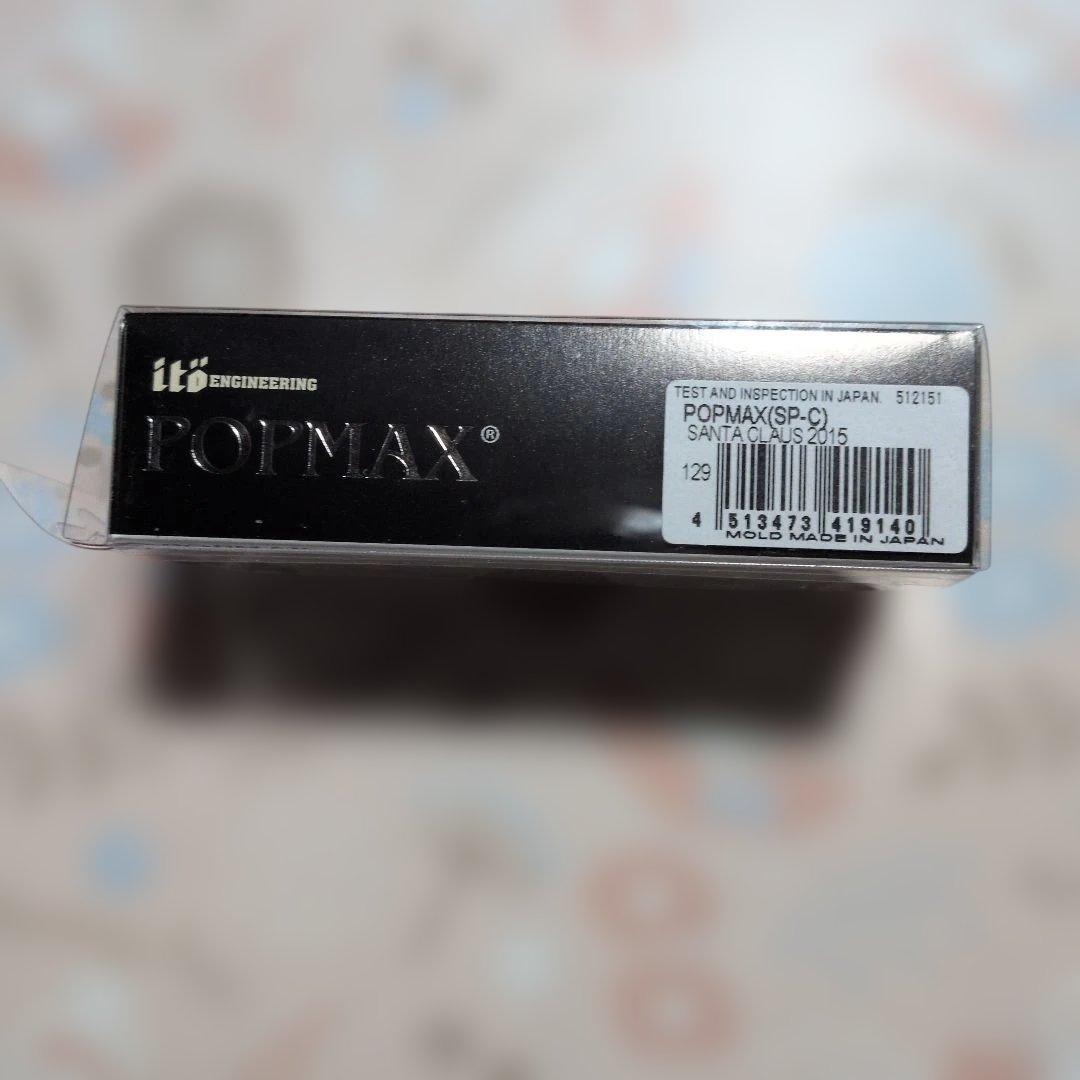 itö ENGINEERING
POPMAX®
TEST AND INSPECTION IN JAPAN. 512151
POPMAX(SP-C)
SANTA CLAUS 2015
129
4 513473 419140
MOLD MADE IN JAPAN